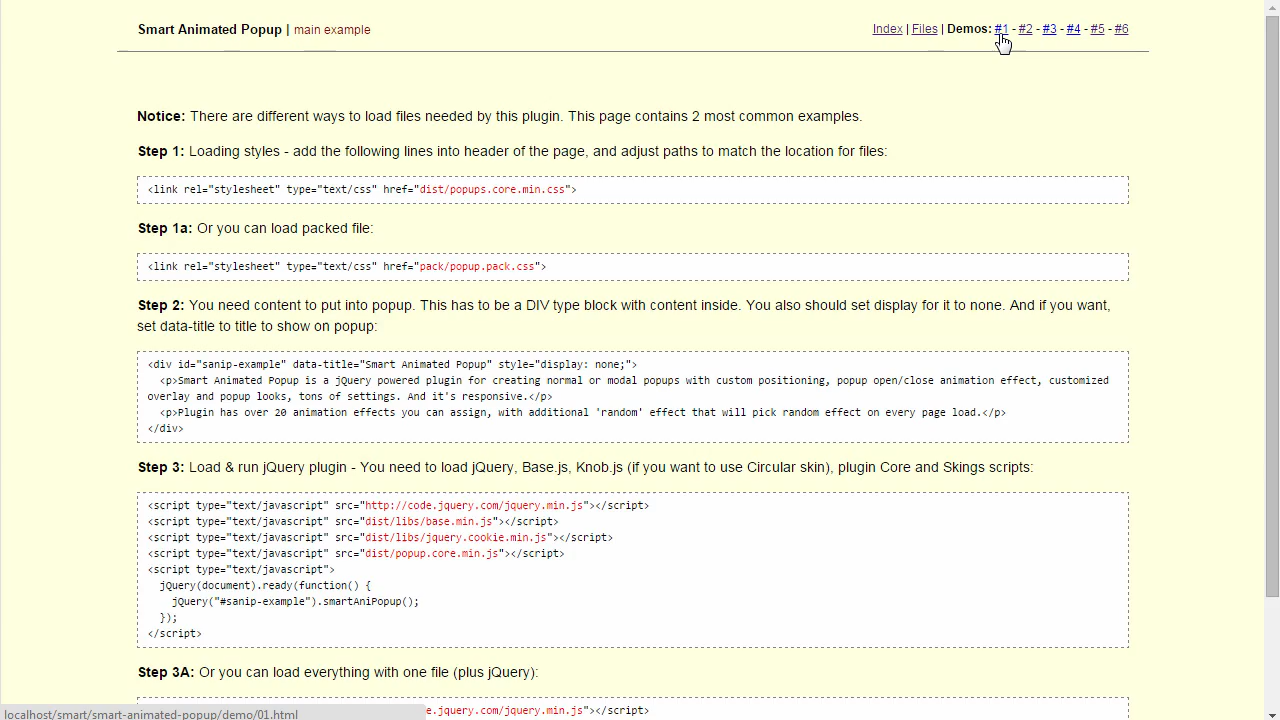 Smart Animated Popup | main example
Index | Files | Demos: #1 - #2 - #3 - #4 - #5 - #6
Notice: There are different ways to load files needed by this plugin. This page contains 2 most common examples.
Step 1: Loading styles - add the following lines into header of the page, and adjust paths to match the location for files:
<link rel="stylesheet" type="text/css" href="dist/popups.core.min.css">
Step 1a: Or you can load packed file:
<link rel="stylesheet" type="text/css" href="pack/popup.pack.css">
Step 2: You need content to put into popup. This has to be a DIV type block with content inside. You also should set display for it to none. And if you want,
set data-title to title to show on popup:
<div id="sanip-example" data-title="Smart Animated Popup" style="display: none;">
<p>Smart Animated Popup is a jQuery powered plugin for creating normal or modal popups with custom positioning, popup open/close animation effect, customized
overlay and popup looks, tons of settings. And it's responsive.</p>
<p>Plugin has over 20 animation effects you can assign, with additional 'random' effect that will pick random effect on every page load.</p>
</div>
Step 3: Load & run jQuery plugin - You need to load jQuery, Base.js, Knob.js (if you want to use Circular skin), plugin Core and Skings scripts:
<script type="text/javascript" src="http://code.jquery.com/jquery.min.js"></script>
<script type="text/javascript" src="dist/libs/base.min.js"></script>
<script type="text/javascript" src="dist/libs/jquery.cookie.min.js"></script>
<script type="text/javascript" src="dist/popup.core.min.js"></script>
<script type="text/javascript">
jQuery(document).ready(function() {
jQuery("#sanip-example").smartAniPopup();
});
</script>
Step 3A: Or you can load everything with one file (plus jQuery):
e.jquery.com/jquery.min.js"></script>
localhost/smart/smart-animated-popup/demo/01.html